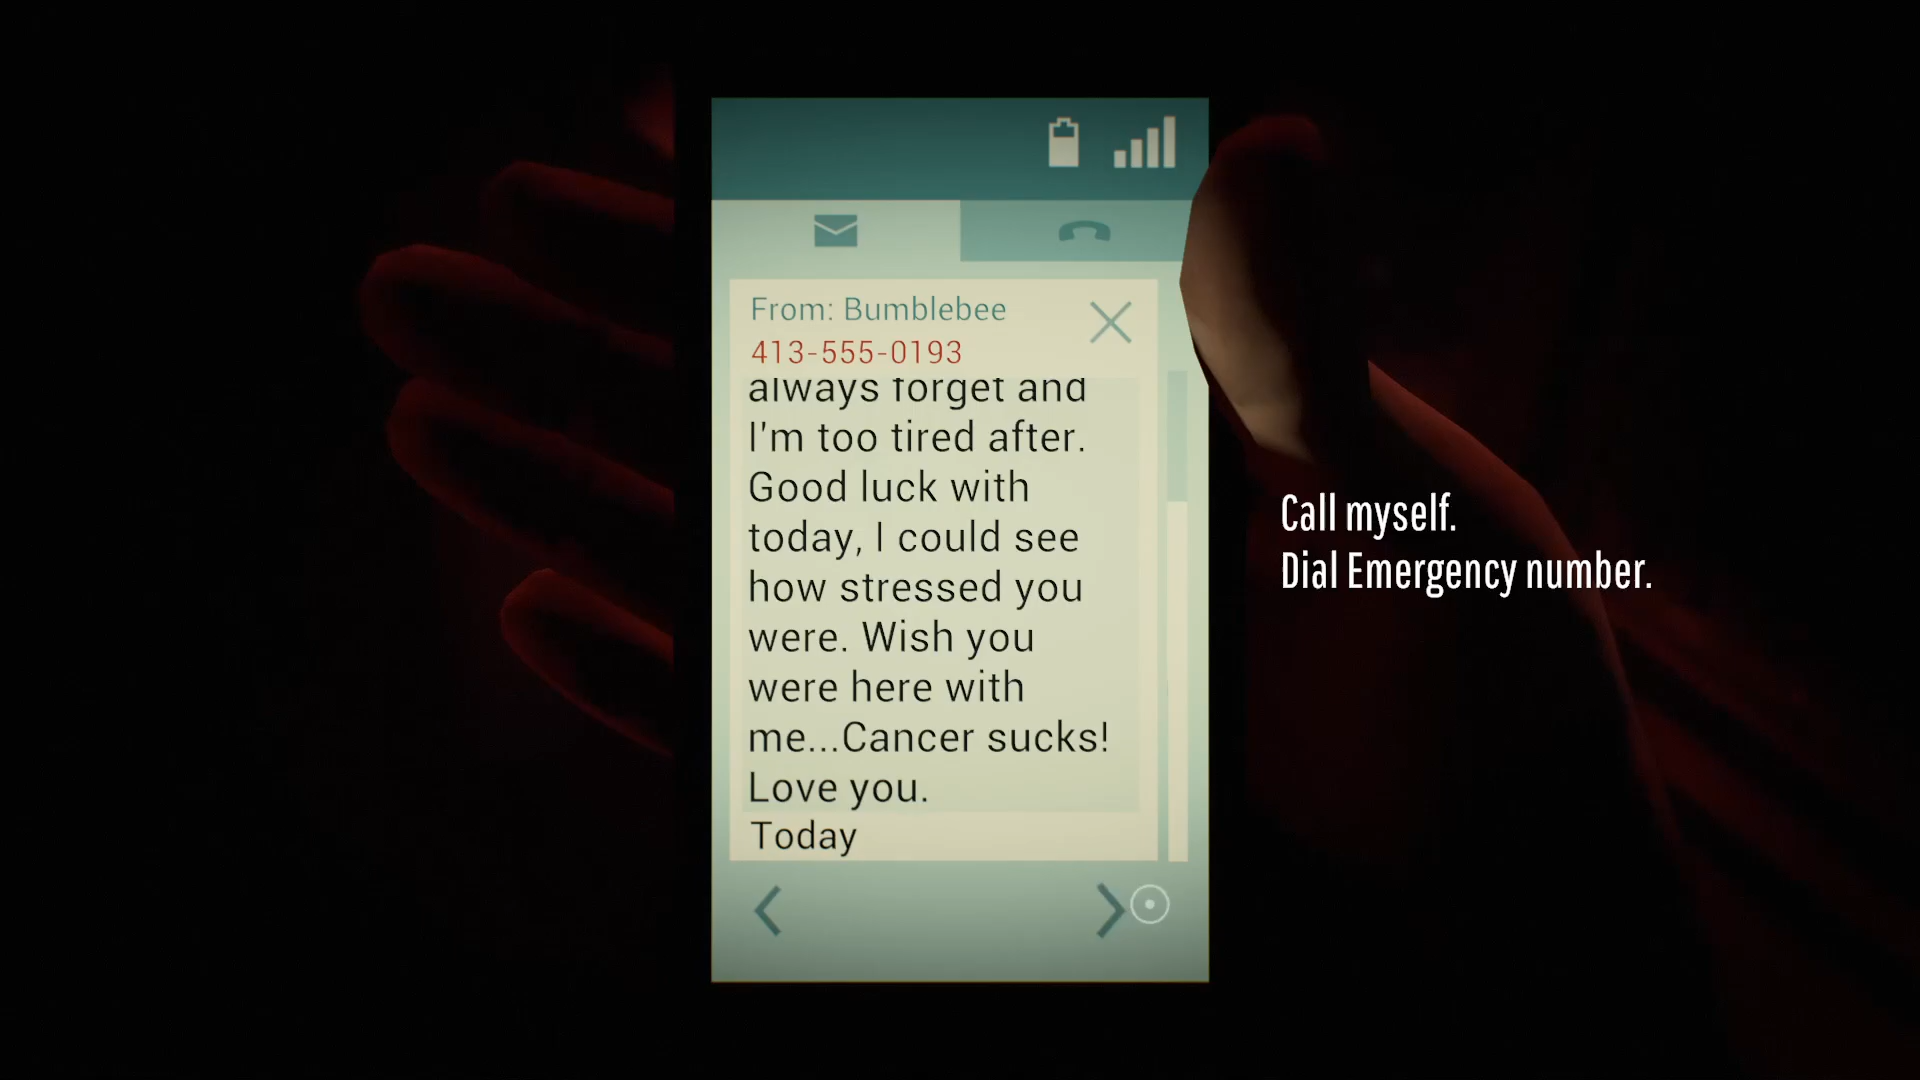 From: Bumblebee
413-555-0193
always forget and
I'm too tired after.
Good luck with
today, I could see
how stressed you
were. Wish you
were here with
me...Cancer sucks!
Love you.
Today
Call myself.
Dial Emergency number.